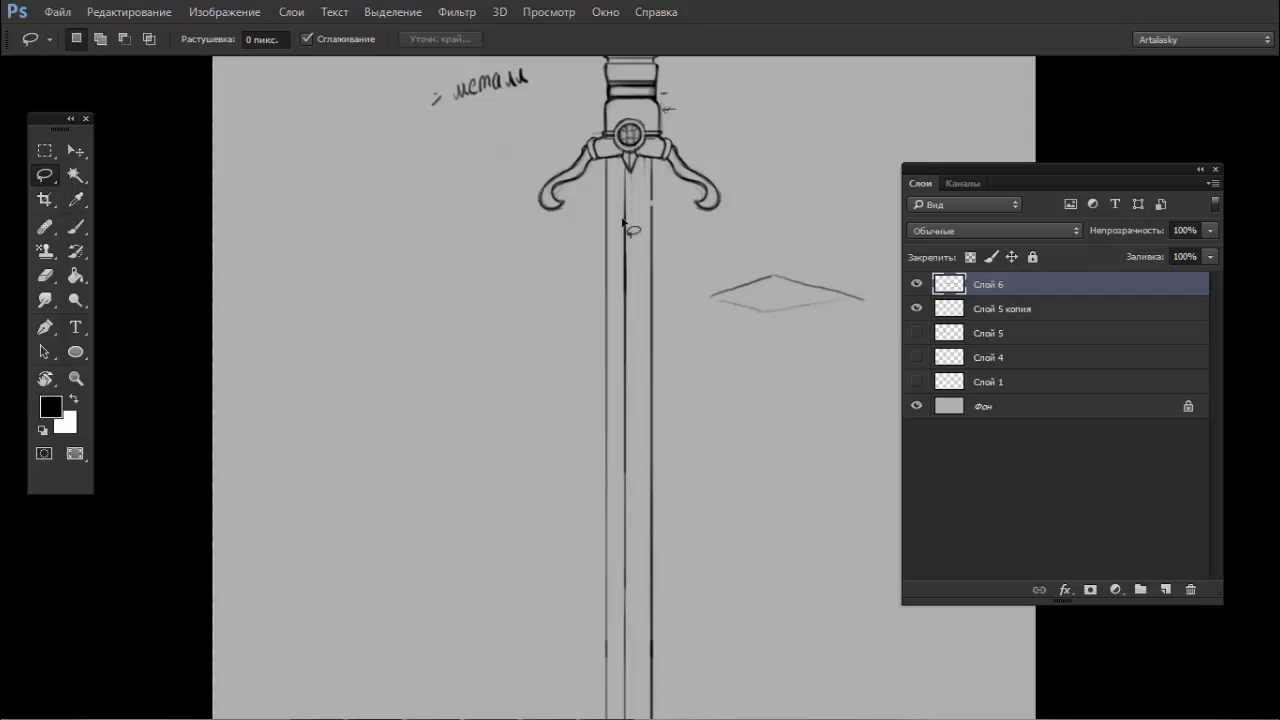 Ps Файл Редактирование Изображение Слои Текст Выделение Фильтр 3D Просмотр Окно Справка
Растушевка: 0 пикс. Сглаживание Уточн. край... Artalasky
металл
Слои Каналы
Вид
Обычные Непрозрачность: 100%
Закрепить: Заливка: 100%
Слой 6
Слой 5 копия
Слой 5
Слой 4
Слой 1
Фон
fx